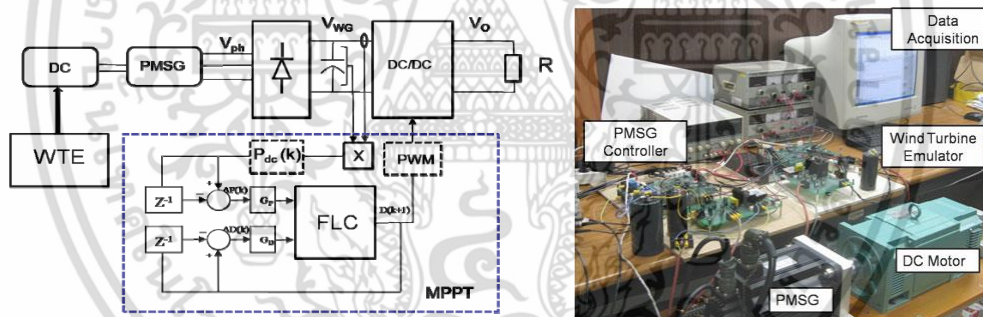 DC
PMSG
V_ph
V_WG
DC/DC
V_o
R
WTE
P_dc(k)
X
PWM
Z^-1
ΔP(k)
G_P
FLC
D(k+1)
Z^-1
ΔD(k)
G_D
MPPT
Data
Acquisition
PMSG
Controller
Wind Turbine
Emulator
DC Motor
PMSG